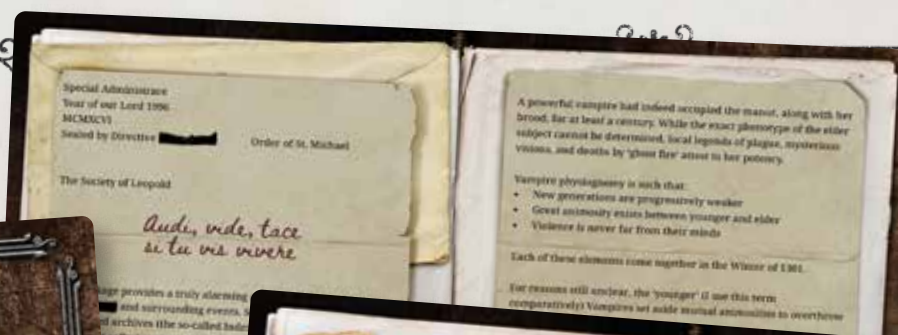 Special Administrare
Year of our Lord 1996
MCMXCVI
Sealed by Directive
Order of St. Michael
The Society of Leopold
Audi, vide, tace
si tu vis vivere
provides a truly alarming
and surrounding events,
archives (the so-called
A powerful vampire had indeed occupied the manor, along with her
brood, for at least a century. While the exact phenotype of the elder
subject cannot be determined, local legends of plague, mysterious
visions, and deaths by 'ghost fire' attest to her potency.
Vampire physiognomy is such that:
• New generations are progressively weaker
• Great animosity exists between younger and elder
• Violence is never far from their minds
Each of these elements come together in the Winter of 1381.
For reasons still unclear, the 'younger' (I use this term
comparatively) Vampires set aside mutual animosities to overthrow